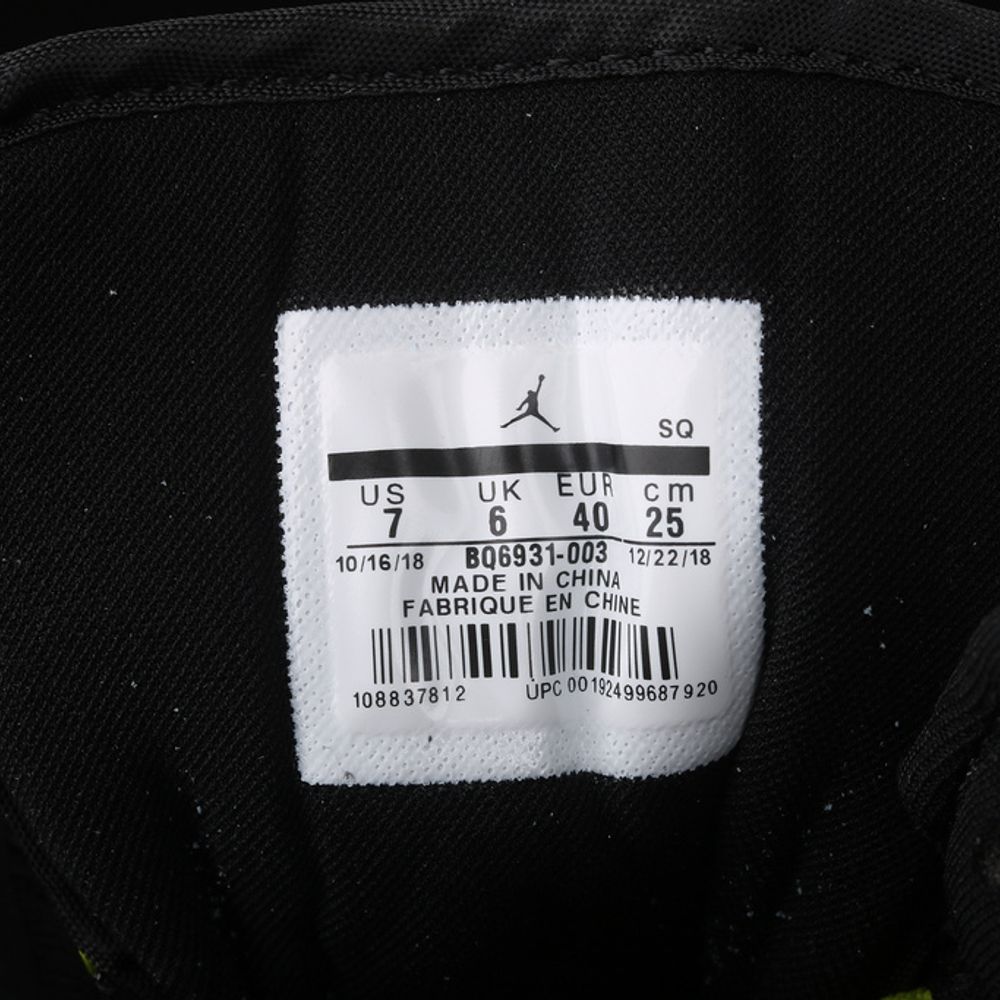 SQ
US UK EUR cm
7 6 40 25
10/16/18 BQ6931-003 12/22/18
MADE IN CHINA
FABRIQUE EN CHINE
108837812 UPC 00192499687920